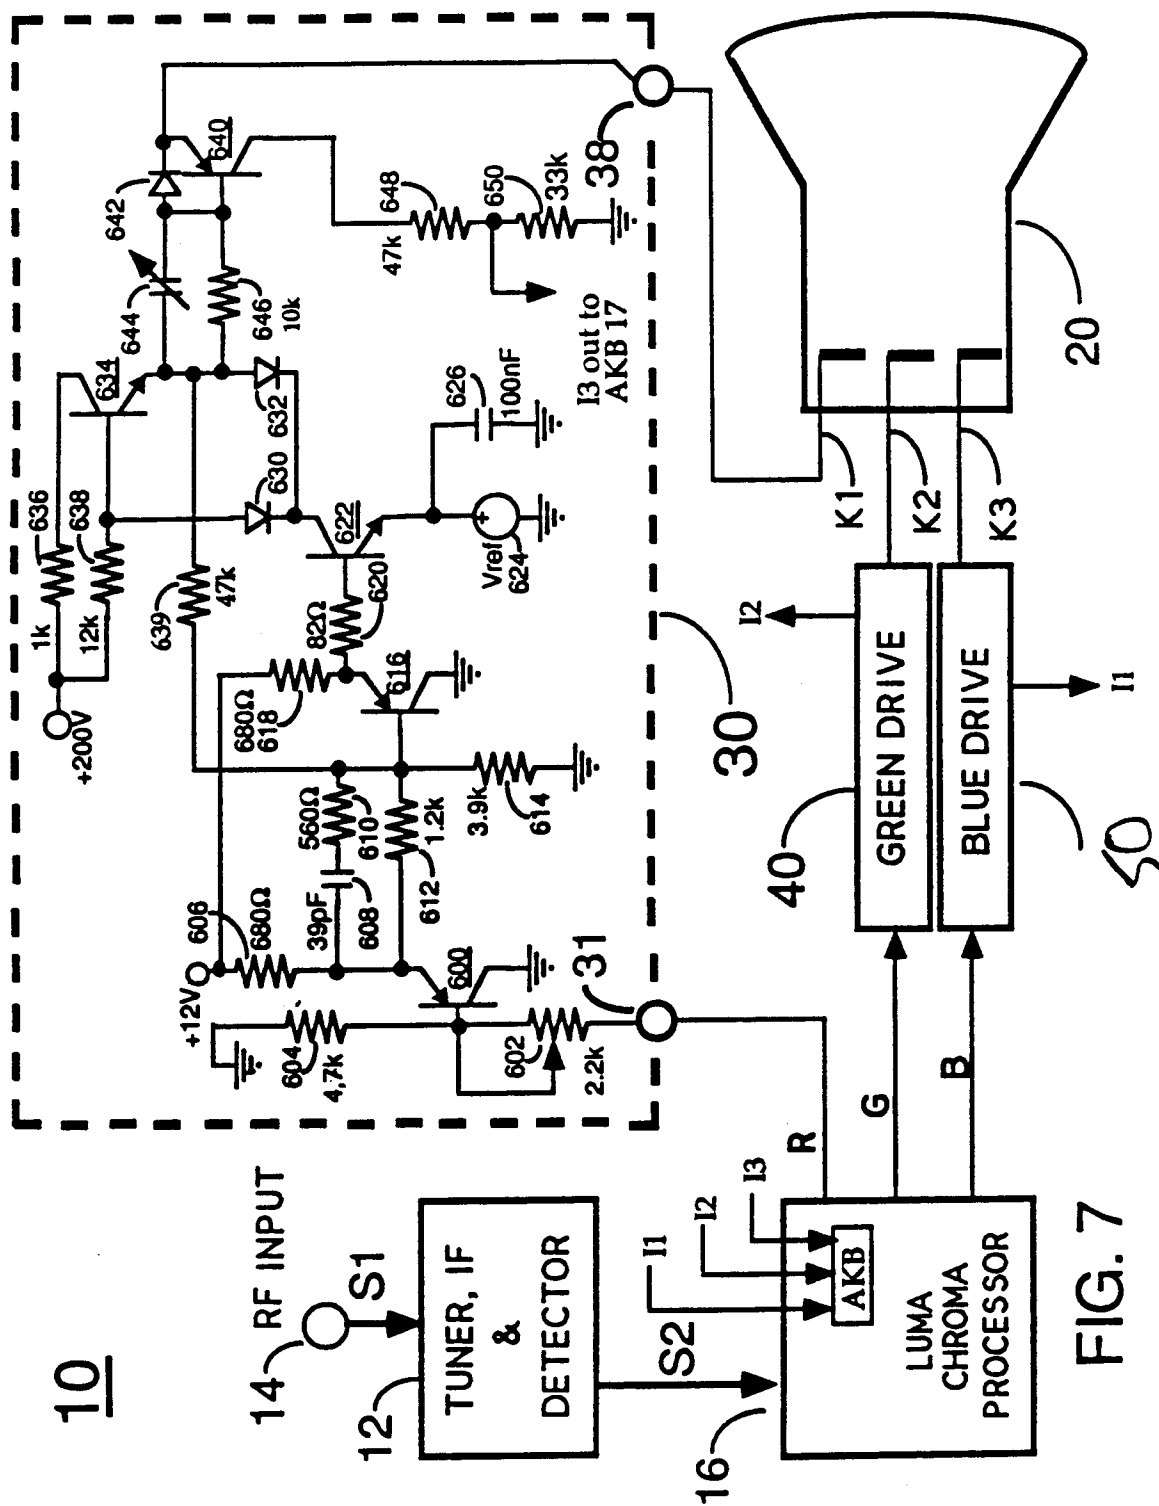 10
14
RF INPUT
S1
12
TUNER, IF
&
DETECTOR
S2
16
LUMA
CHROMA
PROCESSOR
AKB
I1
I2
I3
R
G
B
31
+12V
606
680Ω
604
4,7k
602
2.2k
600
39pF
608
560Ω
610
612
1.2k
3.9k
614
680Ω
618
616
82Ω
620
622
Vref
624
626
100nF
+200V
1k
636
12k
638
639
47k
630
632
634
644
642
646
10k
640
47k
648
650
33k
I3 out to
AKB 17
38
30
40
GREEN DRIVE
I2
BLUE DRIVE
I1
50
K1
K2
K3
20
FIG. 7